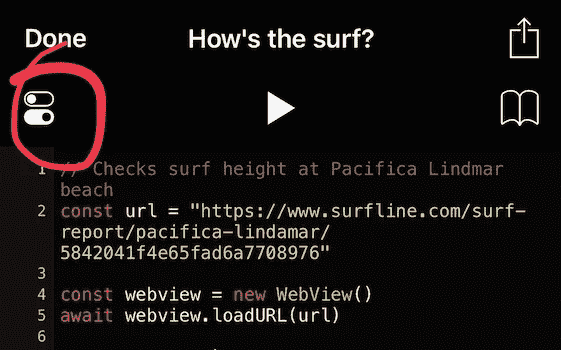 Done How's the surf?
1 // Checks surf height at Pacifica Lindmar
beach
2 const url = "https://www.surfline.com/surf-
report/pacifica-lindamar/
5842041f4e65fad6a7708976"
3
4 const webview = new WebView()
5 await webview.loadURL(url)
6